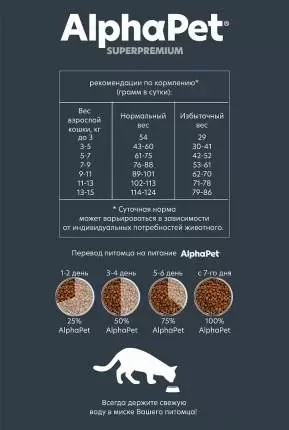 AlphaPet®
SUPERPREMIUM
рекомендации по кормлению*
(грамм в сутки):
Вес взрослой кошки, кг Нормальный вес Избыточный вес
до 3 54 29
3-5 43-60 30-41
5-7 61-75 42-52
7-9 76-88 53-61
9-11 89-101 62-70
11-13 102-113 71-78
13-15 114-124 79-86
* Суточная норма
может варьироваться в зависимости
от индивидуальных потребностей животного.
Перевод питомца на питание AlphaPet
1-2 день 3-4 день 5-6 день с 7-го дня
25% 50% 75% 100%
AlphaPet AlphaPet AlphaPet AlphaPet
Всегда держите свежую
воду в миске Вашего питомца!